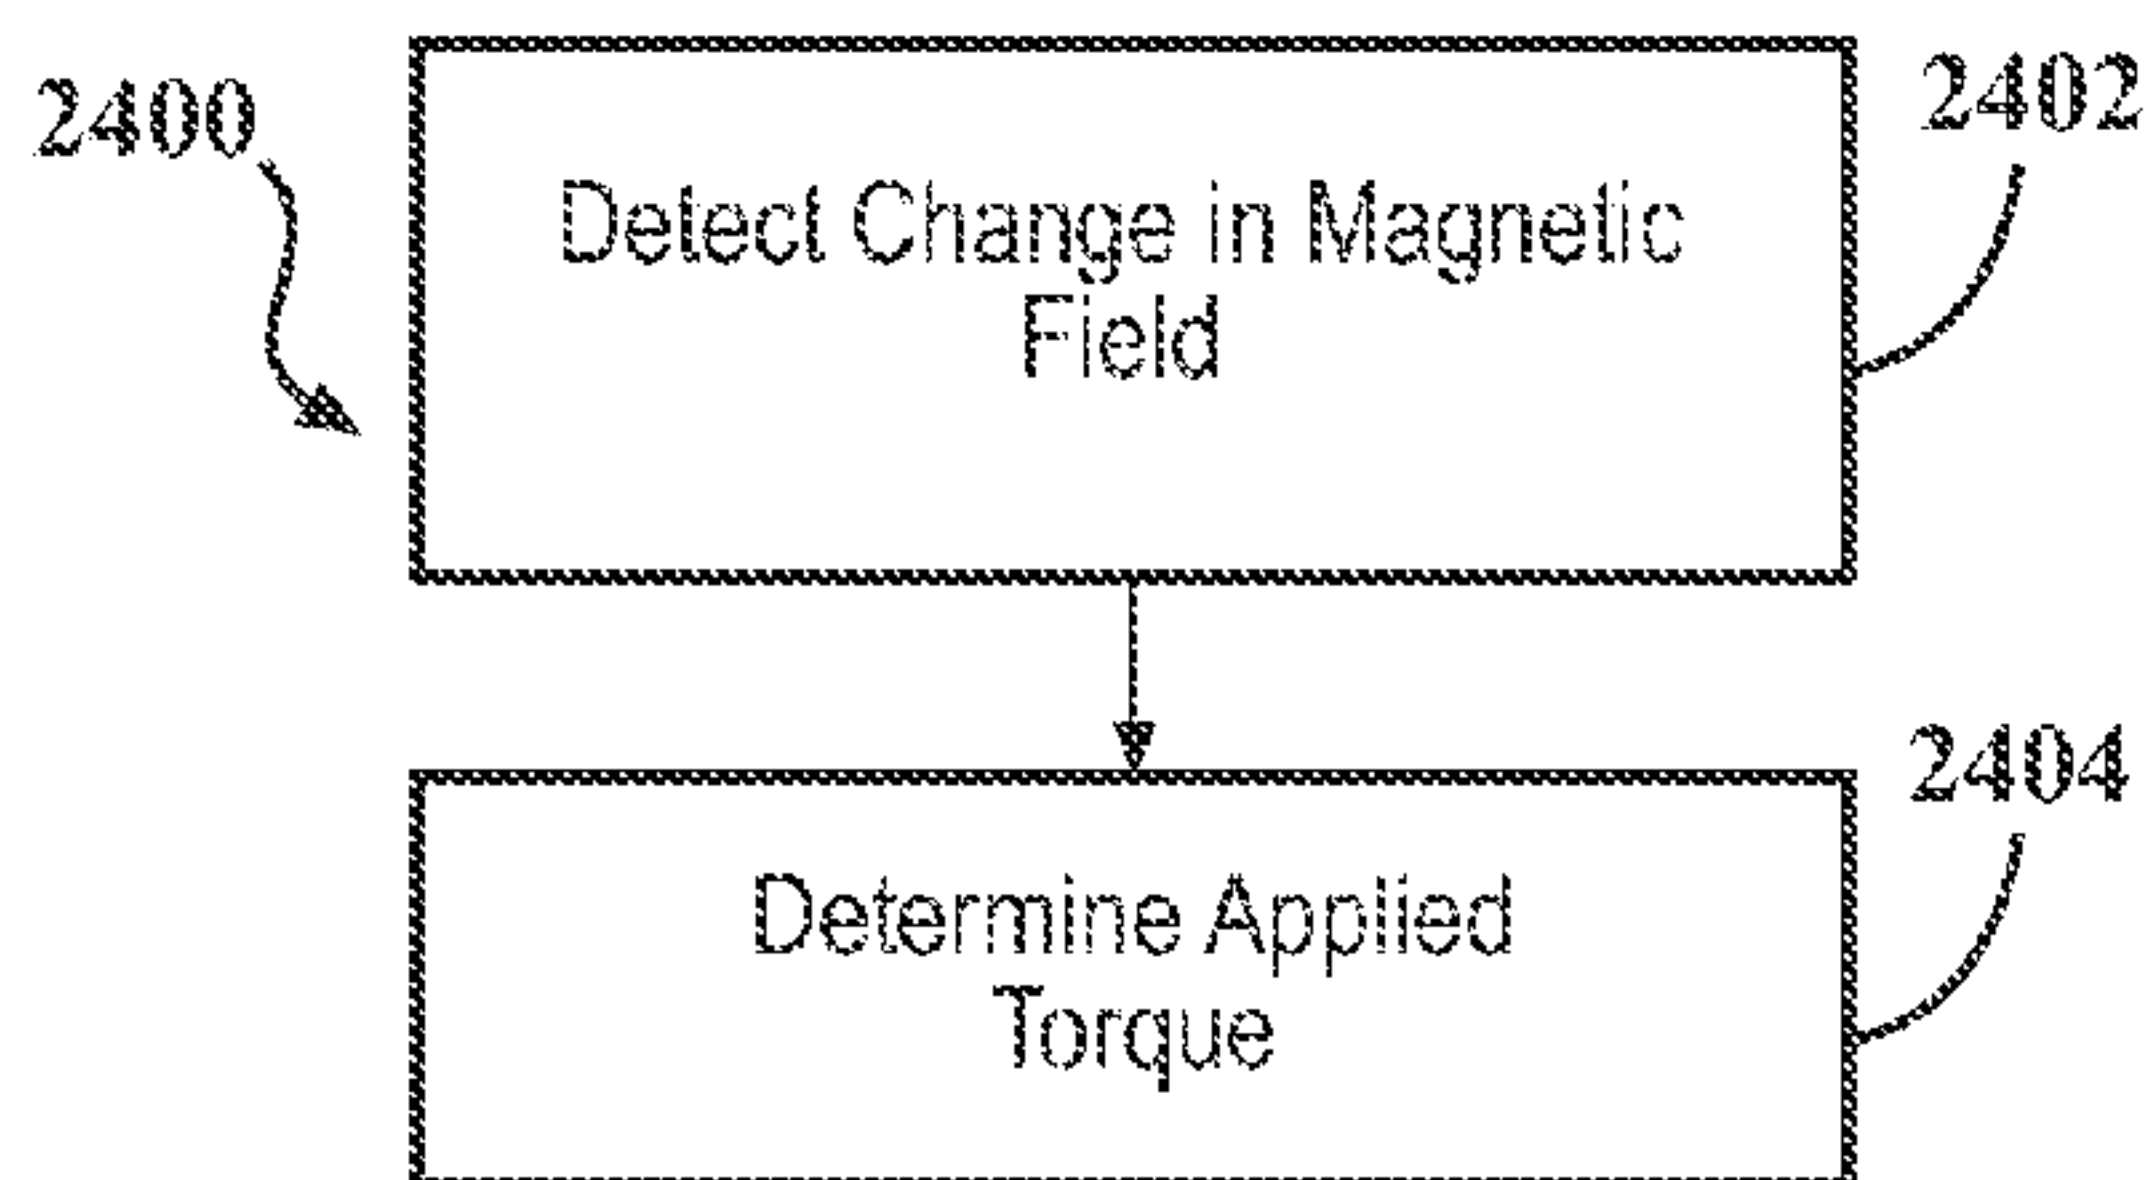 2400
2402
Detect Change in Magnetic
Field
2404
Determine Applied
Torque